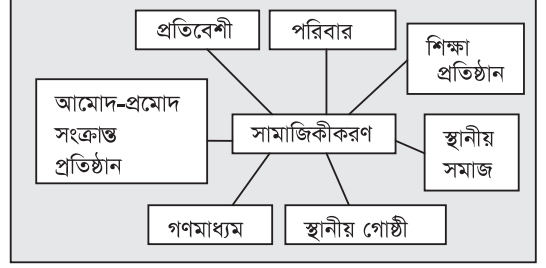 প্রতিবেশী
পরিবার
শিক্ষা
প্রতিষ্ঠান
আমোদ-প্রমোদ
সংক্রান্ত
প্রতিষ্ঠান
সামাজিকীকরণ
স্থানীয়
সমাজ
গণমাধ্যম
স্থানীয় গোষ্ঠী